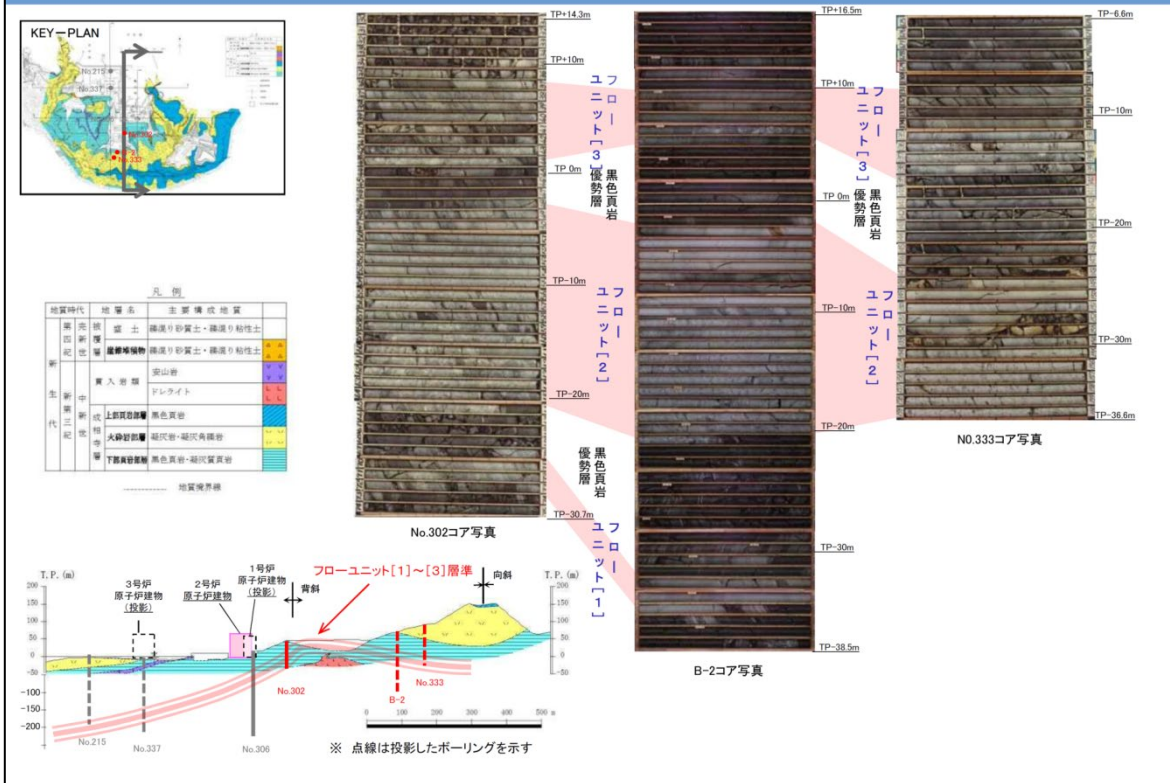 KEY-PLAN
No.215
No.337
No.333
TP+14.3m
TP+10m
TP 0m
TP-10m
TP-20m
TP-30.7m
No.302コア写真
フローユニット[3]
黒色頁岩
優勢層
フローユニット[2]
黒色頁岩
優勢層
フローユニット[1]
TP+16.5m
TP+10m
TP 0m
TP-10m
TP-20m
TP-30m
TP-38.5m
B-2コア写真
フローユニット[3]
黒色頁岩
優勢層
フローユニット[2]
TP-6.6m
TP-10m
TP-20m
TP-30m
TP-36.6m
NO.333コア写真
凡例
地質時代 地層名 主要構成地質
新生代
第四紀
完新世
被覆層
盛土 礫混り砂質土・礫混り粘性土
崖錐堆積物 礫混り砂質土・礫混り粘性土
新第三紀
中新世
貫入岩類
安山岩
ドレライト
成相寺層
上部頁岩部層 黒色頁岩
火砕岩部層 凝灰岩・凝灰角礫岩
下部頁岩部層 黒色頁岩・凝灰質頁岩
地質境界線
T.P.(m)
200
150
100
50
0
-50
-100
-150
-200
3号炉
原子炉建物
(投影)
2号炉
原子炉建物
1号炉
原子炉建物
(投影)
背斜
フローユニット[1]~[3]層準
向斜
T.P.(m)
200
150
100
50
0
-50
No.215
No.337
No.306
No.302
B-2
No.333
0 100 200 300 400 500 m
※ 点線は投影したボーリングを示す